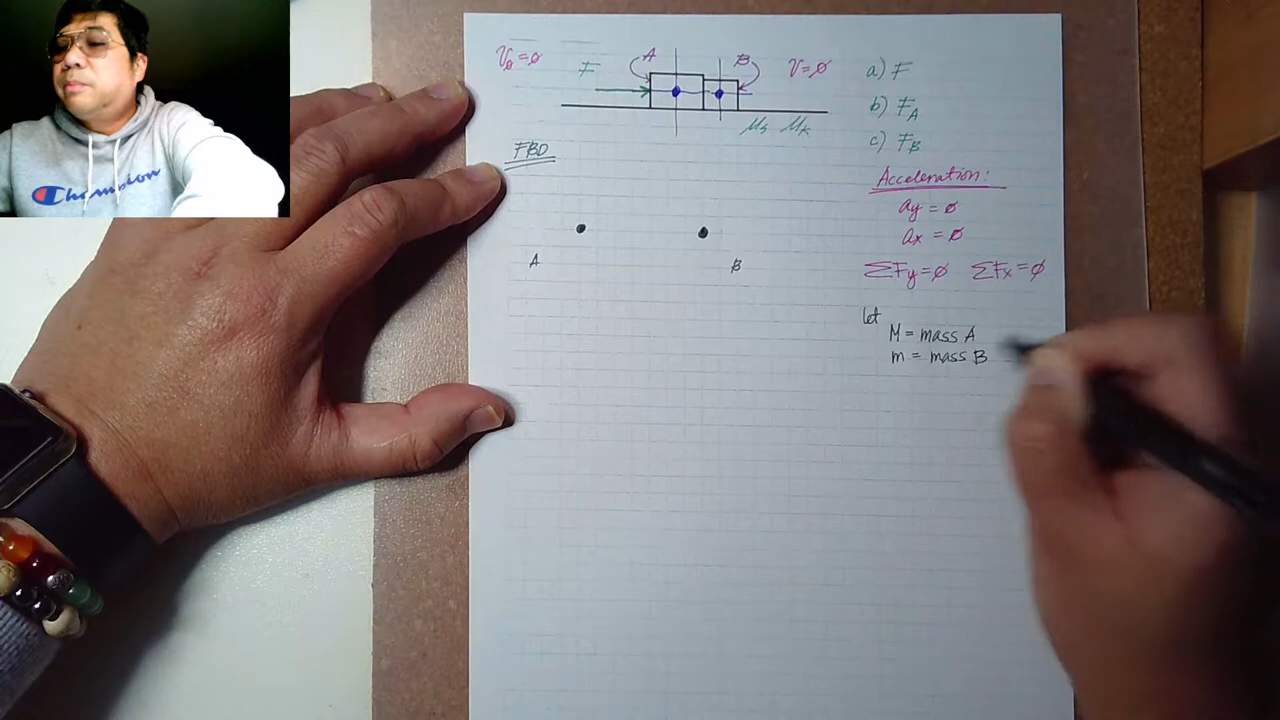 Champion
V₀=0
F
A
B
V=0
μs μk
FBD
A
B
a) F
b) F_A
c) F_B
Acceleration:
ay = 0
ax = 0
ΣFy=0 ΣFx=0
let
M = mass A
m = mass B